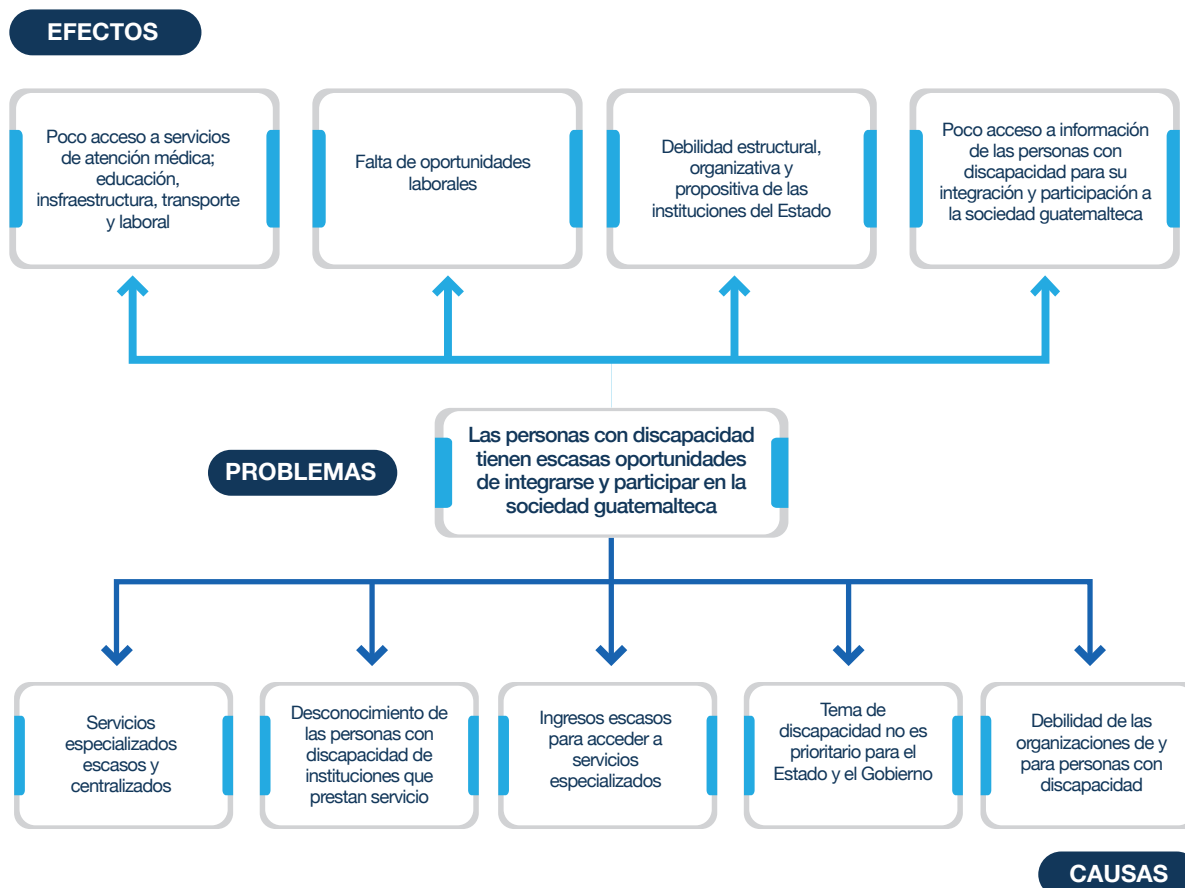 EFECTOS
Poco acceso a servicios
de atención médica;
educación,
insfraestructura, transporte
y laboral
Falta de oportunidades
laborales
Debilidad estructural,
organizativa y
propositiva de las
instituciones del Estado
Poco acceso a información
de las personas con
discapacidad para su
integración y participación a
la sociedad guatemalteca
PROBLEMAS
Las personas con discapacidad
tienen escasas oportunidades
de integrarse y participar en la
sociedad guatemalteca
Servicios
especializados
escasos y
centralizados
Desconocimiento de
las personas con
discapacidad de
instituciones que
prestan servicio
Ingresos escasos
para acceder a
servicios
especializados
Tema de
discapacidad no es
prioritario para el
Estado y el Gobierno
Debilidad de las
organizaciones de y
para personas con
discapacidad
CAUSAS